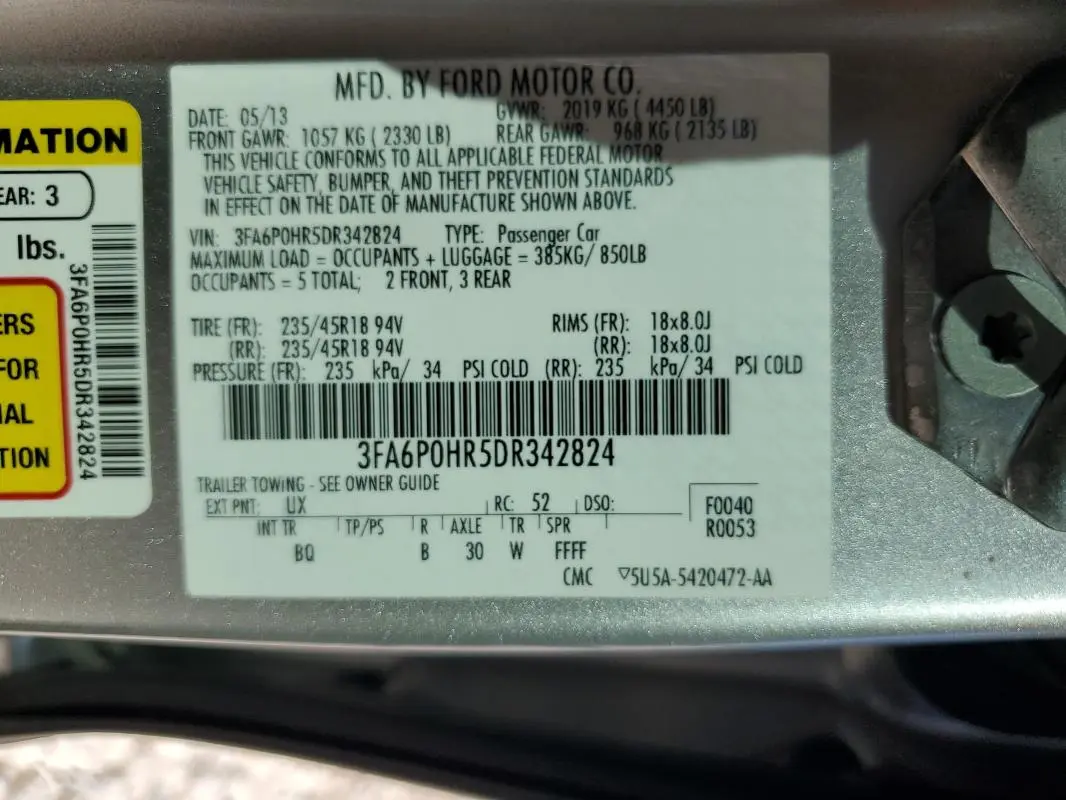 MFD. BY FORD MOTOR CO.
DATE: 05/13 GVWR: 2019 KG ( 4450 LB)
FRONT GAWR: 1057 KG ( 2330 LB) REAR GAWR: 968 KG ( 2135 LB)
THIS VEHICLE CONFORMS TO ALL APPLICABLE FEDERAL MOTOR
VEHICLE SAFETY, BUMPER, AND THEFT PREVENTION STANDARDS
IN EFFECT ON THE DATE OF MANUFACTURE SHOWN ABOVE.
VIN: 3FA6P0HR5DR342824 TYPE: Passenger Car
MAXIMUM LOAD = OCCUPANTS + LUGGAGE = 385KG/ 850LB
OCCUPANTS = 5 TOTAL; 2 FRONT, 3 REAR
TIRE (FR): 235/45R18 94V RIMS (FR): 18x8.0J
(RR): 235/45R18 94V (RR): 18x8.0J
PRESSURE (FR): 235 kPa/ 34 PSI COLD (RR): 235 kPa/ 34 PSI COLD
3FA6P0HR5DR342824
TRAILER TOWING - SEE OWNER GUIDE
EXT PNT: UX RC: 52 DSO: F0040
INT TR TP/PS R AXLE TR SPR R0053
BQ B 30 W FFFF
CMC ▽5U5A-5420472-AA
MATION
EAR: 3
lbs.
ERS
FOR
IAL
TION
3FA6P0HR5DR342824